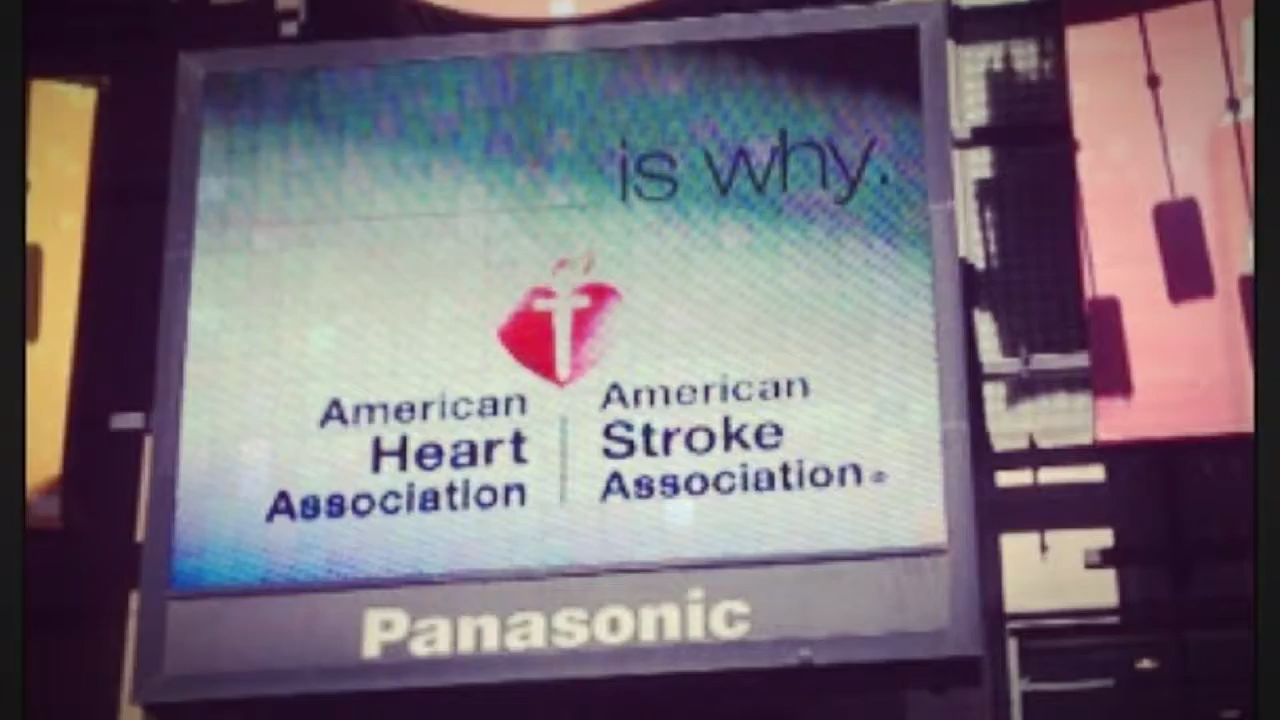 is why.
American
Heart
Association
American
Stroke
Association®
Panasonic